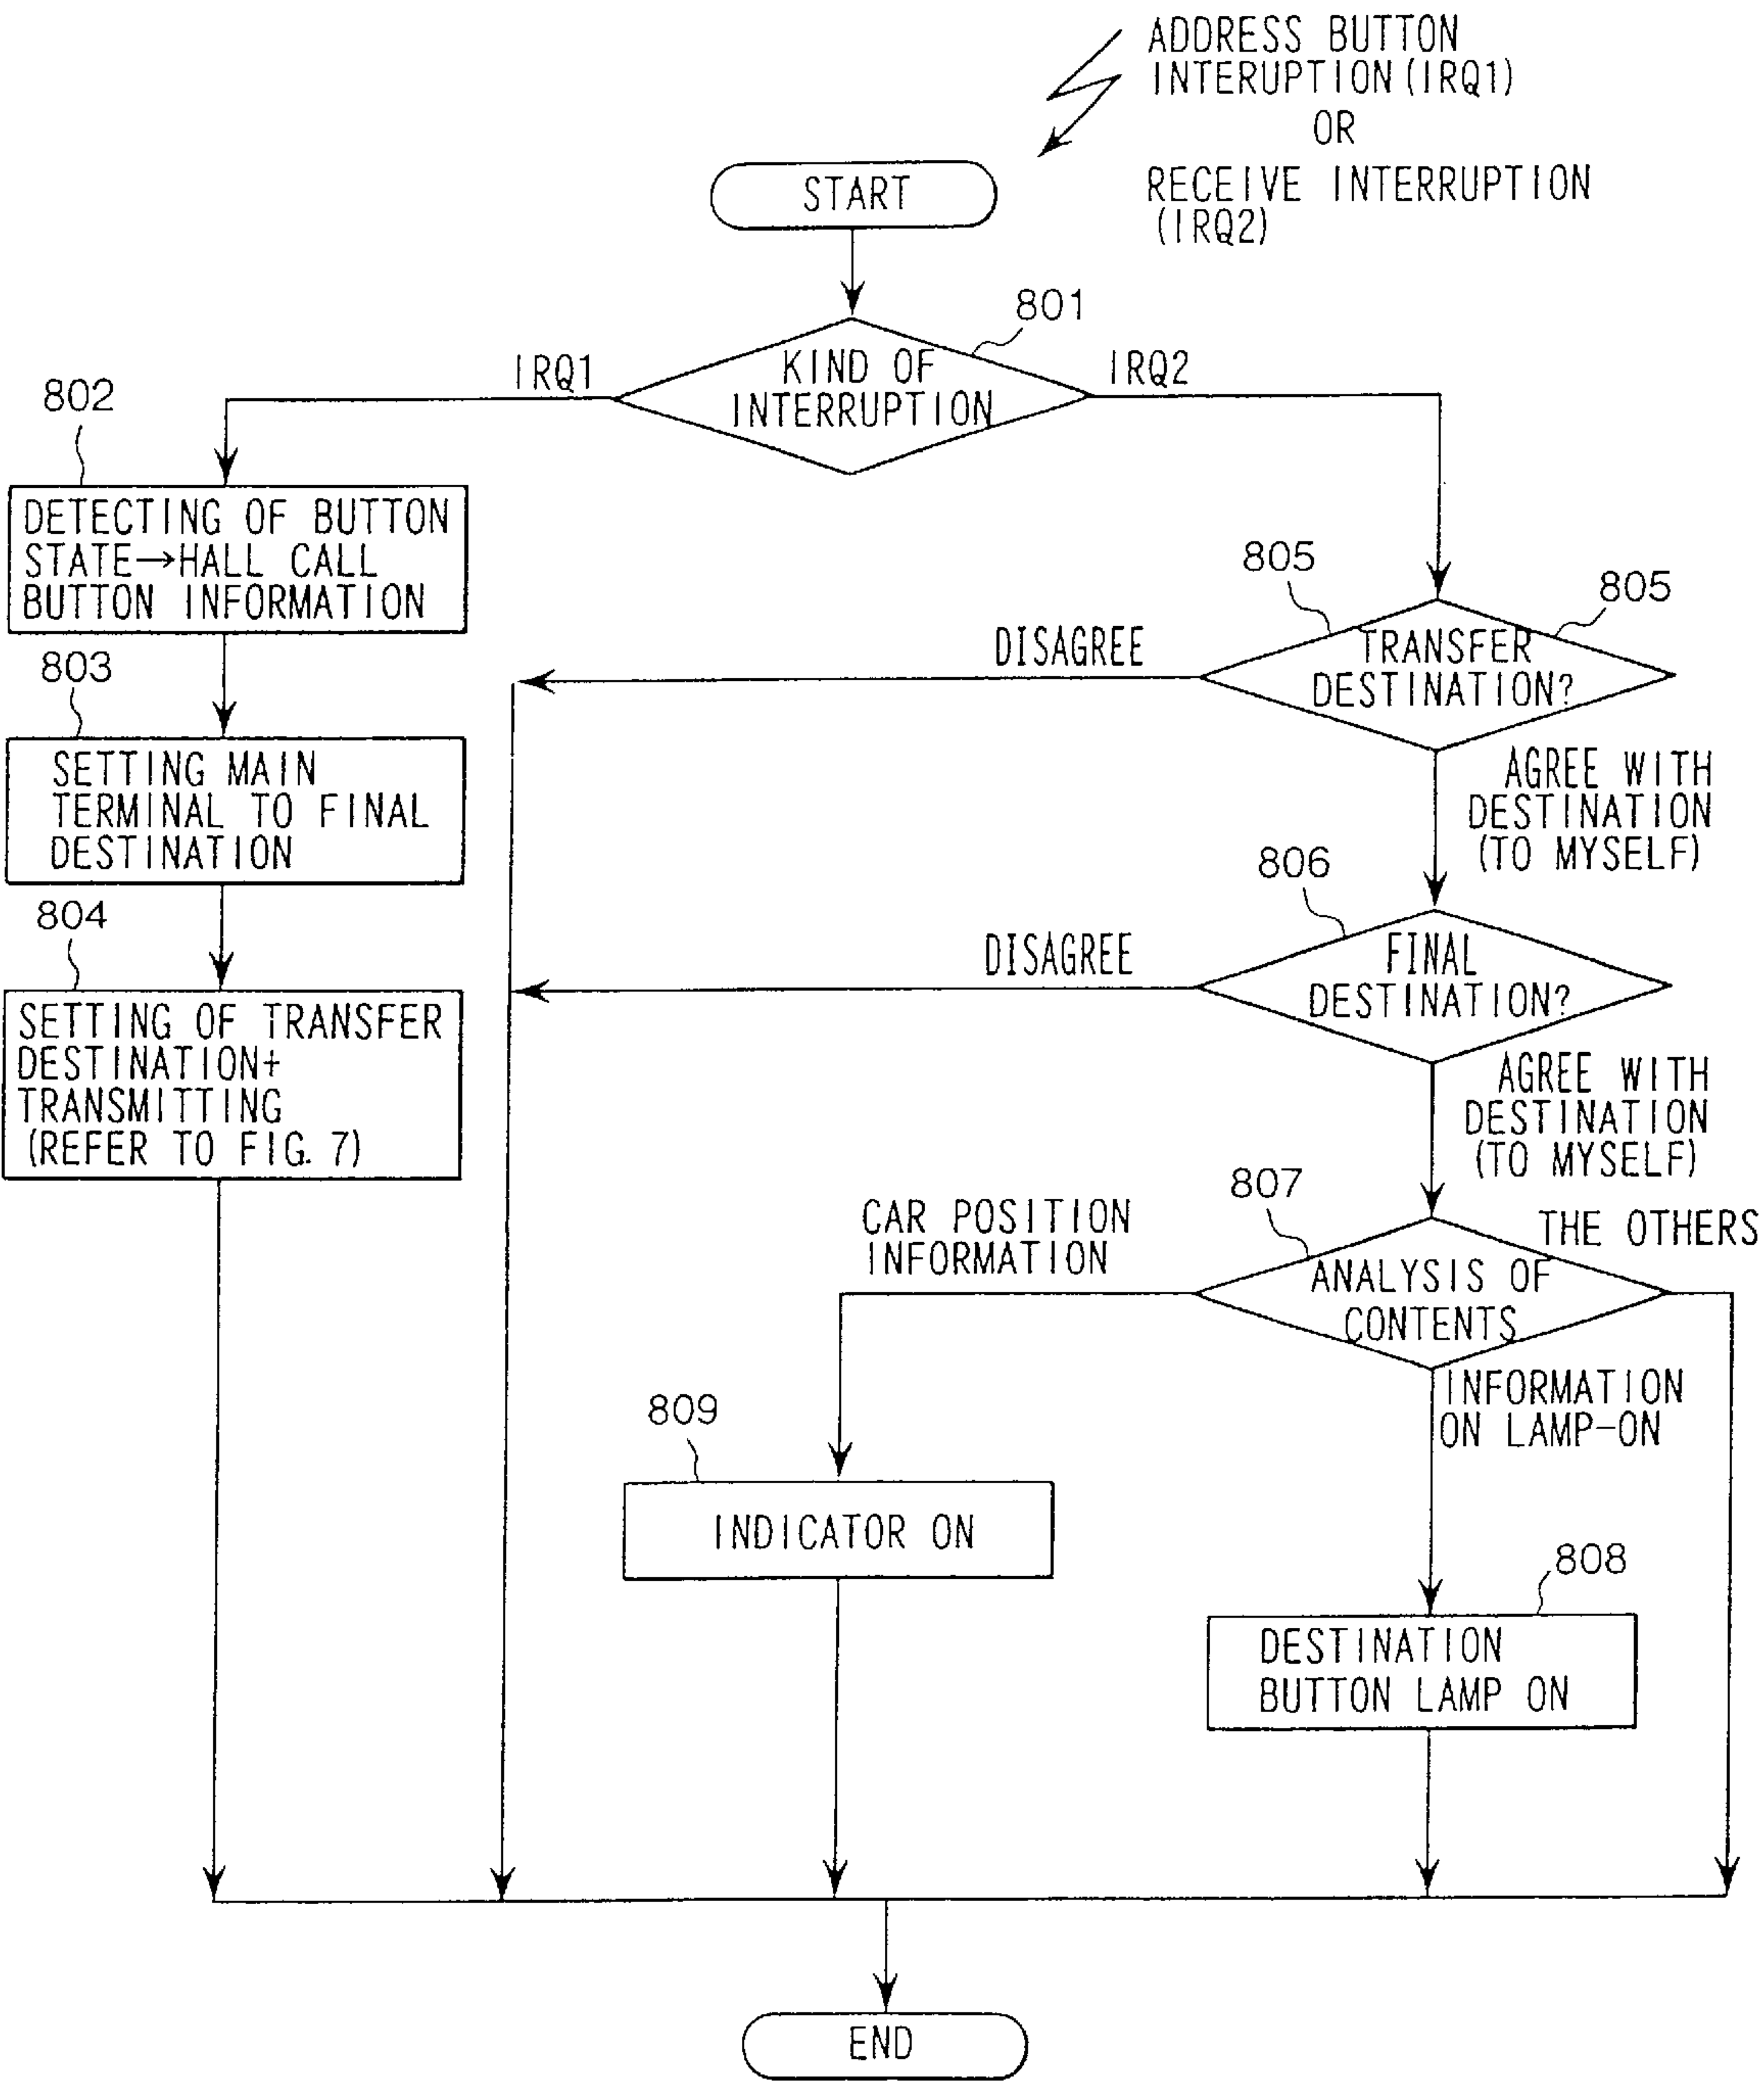 ADDRESS BUTTON
INTERUPTION (IRQ1)
OR
RECEIVE INTERRUPTION
(IRQ2)
START
801
KIND OF
INTERRUPTION
IRQ1
IRQ2
802
DETECTING OF BUTTON
STATE→HALL CALL
BUTTON INFORMATION
803
SETTING MAIN
TERMINAL TO FINAL
DESTINATION
804
SETTING OF TRANSFER
DESTINATION+
TRANSMITTING
(REFER TO FIG. 7)
805
805
TRANSFER
DESTINATION?
DISAGREE
AGREE WITH
DESTINATION
(TO MYSELF)
806
FINAL
DESTINATION?
DISAGREE
AGREE WITH
DESTINATION
(TO MYSELF)
807
ANALYSIS OF
CONTENTS
CAR POSITION
INFORMATION
THE OTHERS
INFORMATION
ON LAMP-ON
809
INDICATOR ON
808
DESTINATION
BUTTON LAMP ON
END